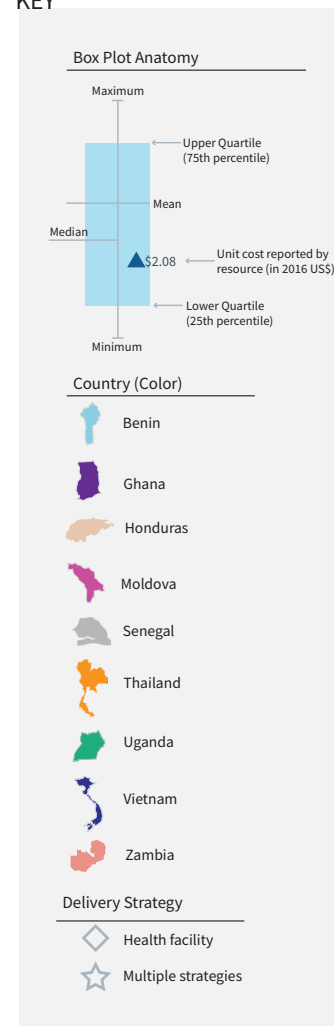 KEY
Box Plot Anatomy
Maximum
Upper Quartile
(75th percentile)
Mean
Median
$2.08
Unit cost reported by
resource (in 2016 US$)
Lower Quartile
(25th percentile)
Minimum
Country (Color)
Benin
Ghana
Honduras
Moldova
Senegal
Thailand
Uganda
Vietnam
Zambia
Delivery Strategy
Health facility
Multiple strategies